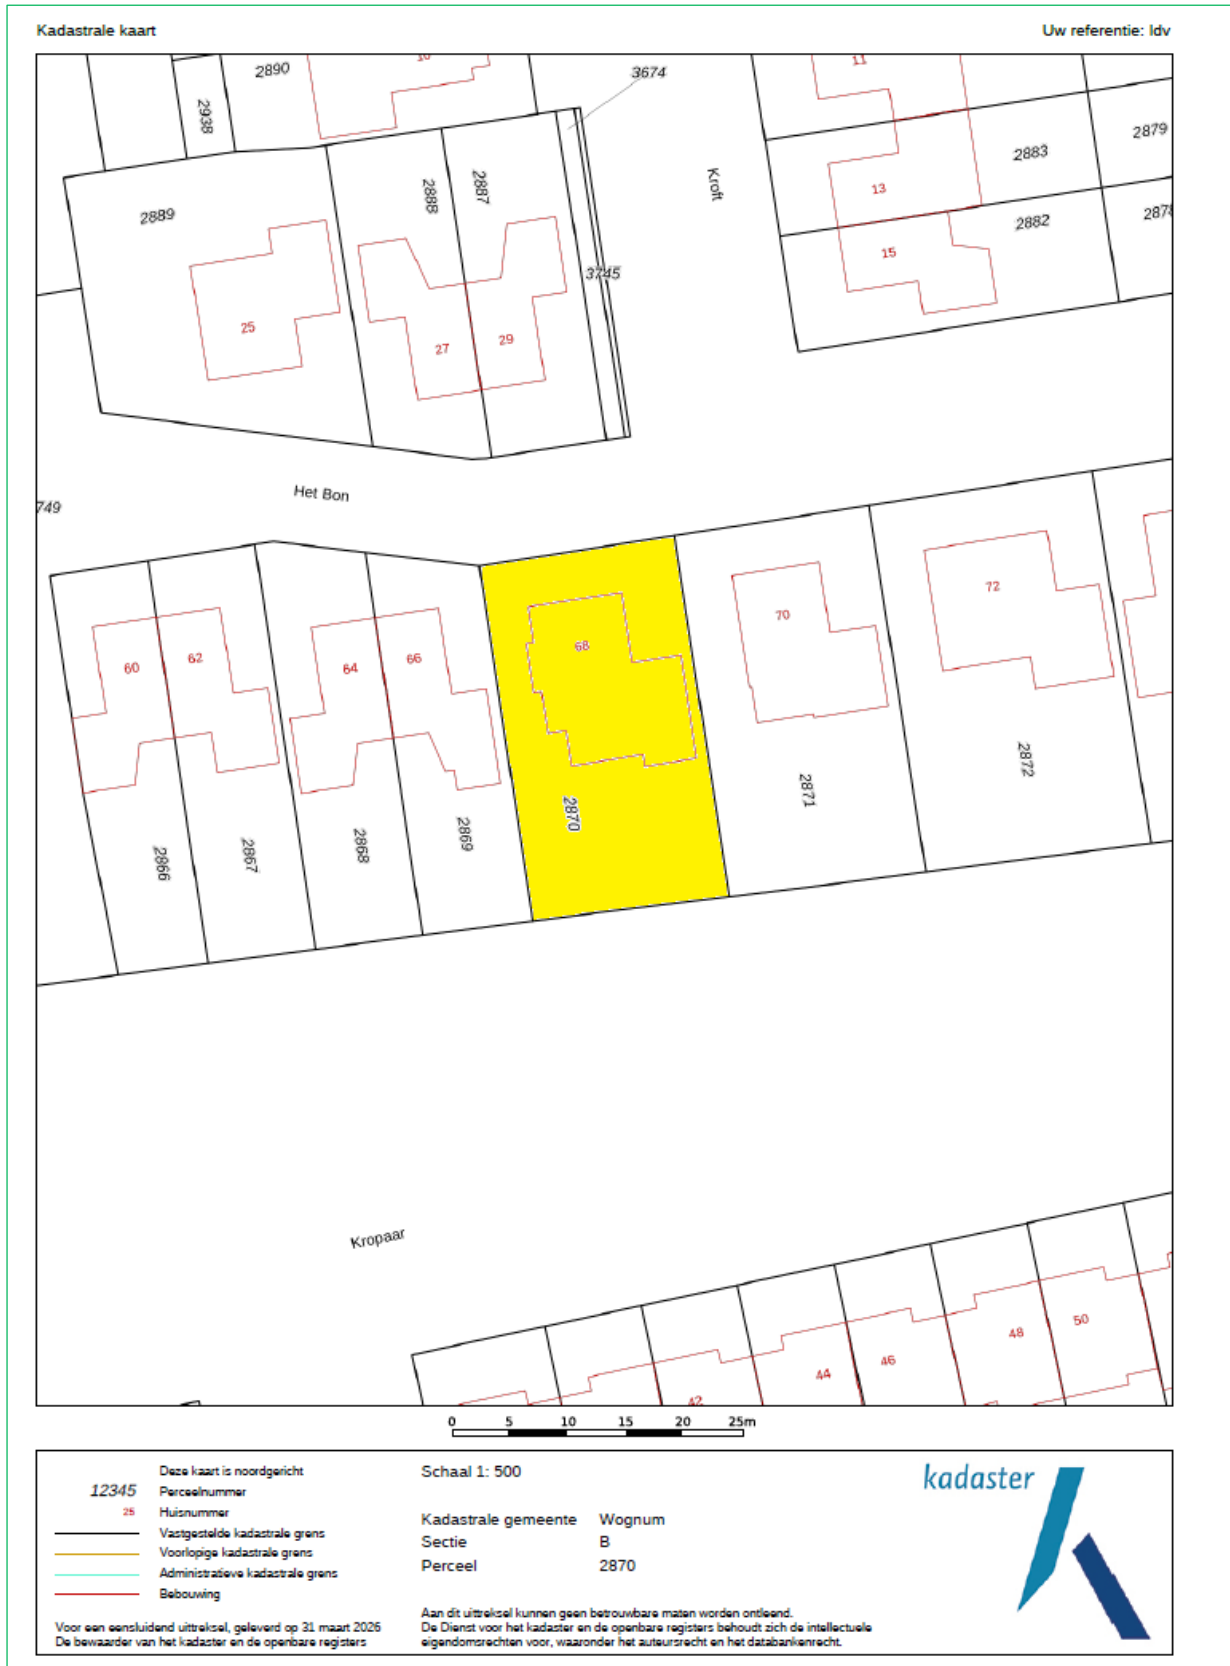 Kadastrale kaart
Uw referentie: ldv
2890
3674
11
2938
2879
2883
2888
2887
Kroft
13
2889
2882
15
3745
25
27
29
Het Bon
749
72
70
68
60
62
64
66
2872
2871
2870
2869
2868
2867
2866
Kropaar
50
48
46
44
42
0 5 10 15 20 25m
Deze kaart is noordgericht
12345 Perceelnummer
25 Huisnummer
Vastgestelde kadastrale grens
Voorlopige kadastrale grens
Administratieve kadastrale grens
Bebouwing
Voor een eensluidend uittreksel, geleverd op 31 maart 2026
De bewaarder van het kadaster en de openbare registers
Schaal 1: 500
Kadastrale gemeente Wognum
Sectie B
Perceel 2870
Aan dit uittreksel kunnen geen betrouwbare maten worden ontleend.
De Dienst voor het kadaster en de openbare registers behoudt zich de intellectuele
eigendomsrechten voor, waaronder het auteursrecht en het databankenrecht.
kadaster